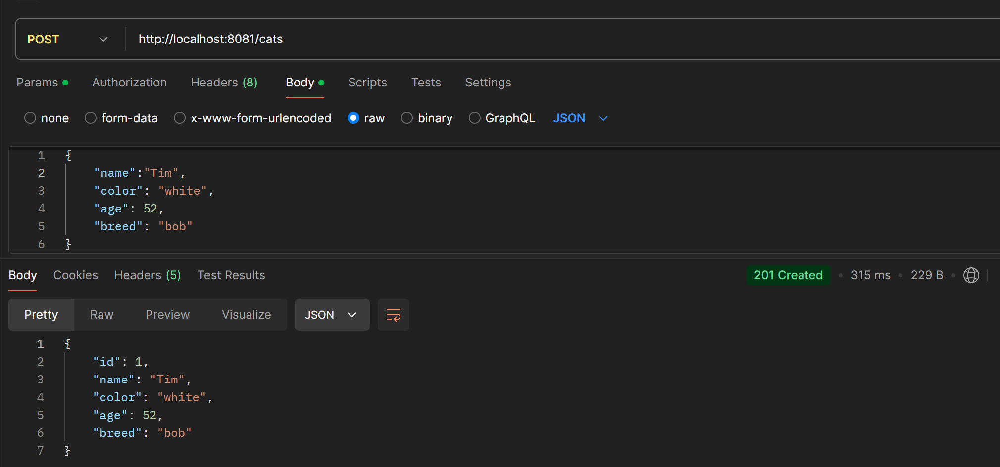 POST http://localhost:8081/cats
Params Authorization Headers (8) Body Scripts Tests Settings
none form-data x-www-form-urlencoded raw binary GraphQL JSON
1 {
2 "name":"Tim",
3 "color": "white",
4 "age": 52,
5 "breed": "bob"
6 }
Body Cookies Headers (5) Test Results 201 Created • 315 ms • 229 B •
Pretty Raw Preview Visualize JSON
1 {
2 "id": 1,
3 "name": "Tim",
4 "color": "white",
5 "age": 52,
6 "breed": "bob"
7 }